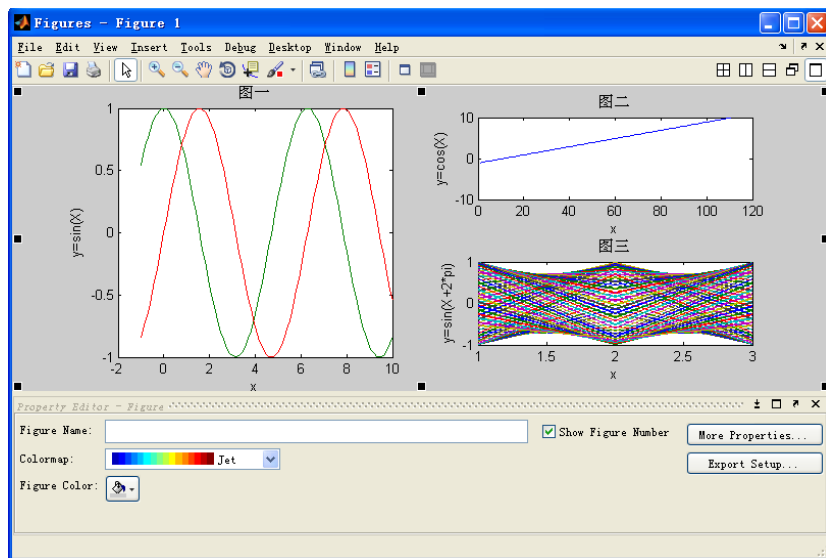 Figures - Figure 1
File Edit View Insert Tools Debug Desktop Window Help
图一
1
0.5
0
-0.5
-1
y=sin(X)
-2 0 2 4 6 8 10
x
图二
10
0
-10
y=cos(X)
0 20 40 60 80 100 120
x
图三
1
0
-1
y=sin(X+2*pi)
1 1.5 2 2.5 3
x
Property Editor - Figure
Figure Name:
Show Figure Number
More Properties...
Colormap:
Jet
Export Setup...
Figure Color: